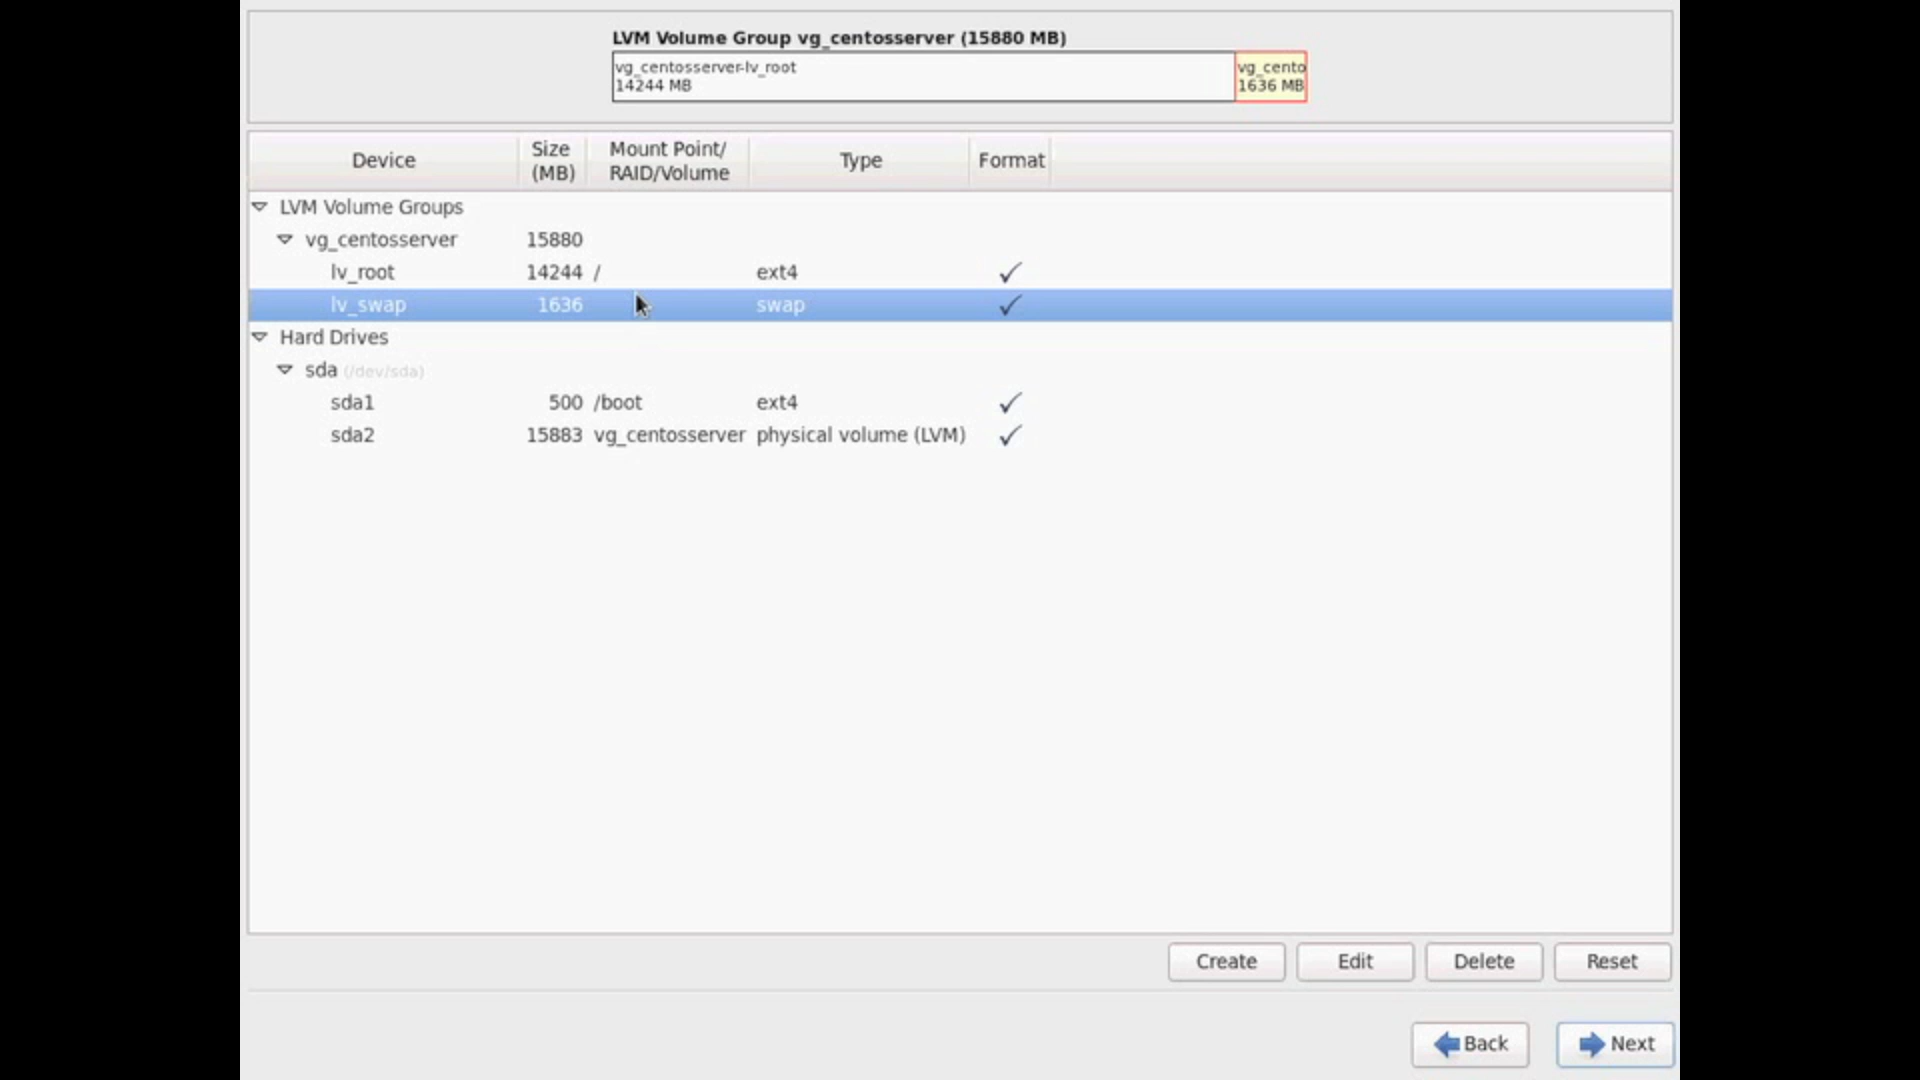 LVM Volume Group vg_centosserver (15880 MB)
vg_centosserver-lv_root vg_cento
14244 MB 1636 MB
Device Size (MB) Mount Point/ RAID/Volume Type Format
LVM Volume Groups
vg_centosserver 15880
lv_root 14244 / ext4
lv_swap 1636 swap
Hard Drives
sda (/dev/sda)
sda1 500 /boot ext4
sda2 15883 vg_centosserver physical volume (LVM)
Create Edit Delete Reset
Back Next